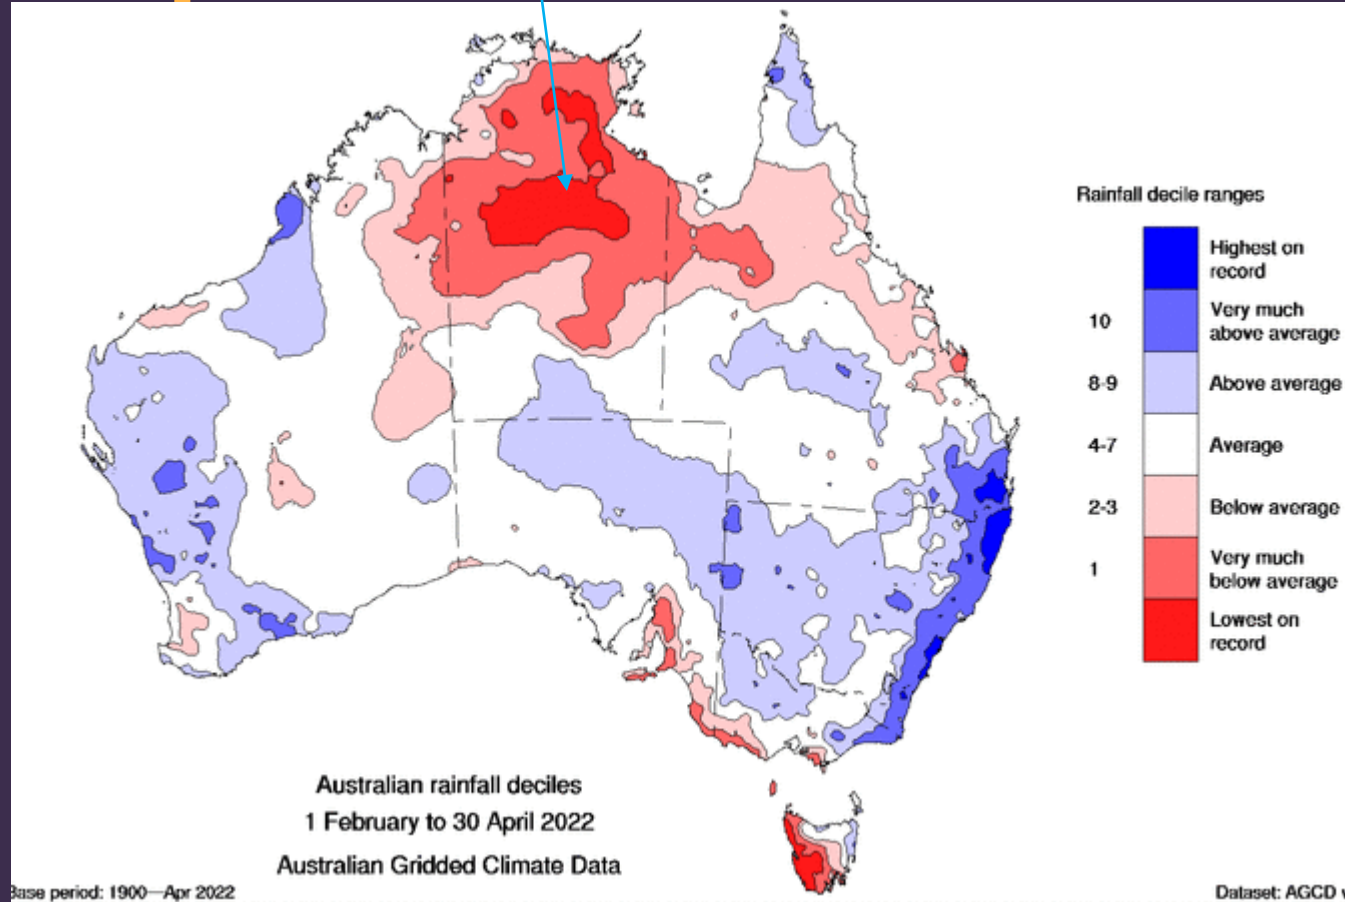 Rainfall decile ranges
Highest on
record
10
Very much
above average
8-9
Above average
4-7
Average
2-3
Below average
1
Very much
below average
Lowest on
record
Australian rainfall deciles
1 February to 30 April 2022
Australian Gridded Climate Data
Base period: 1900—Apr 2022
Dataset: AGCD v